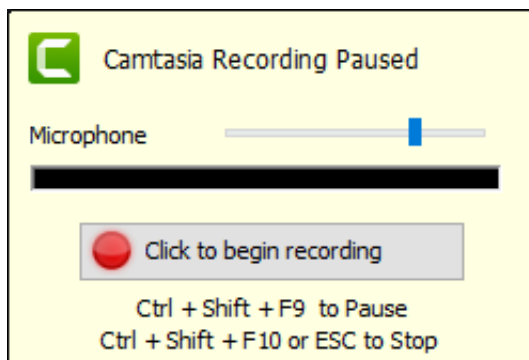 Camtasia Recording Paused
Microphone
Click to begin recording
Ctrl + Shift + F9 to Pause
Ctrl + Shift + F10 or ESC to Stop